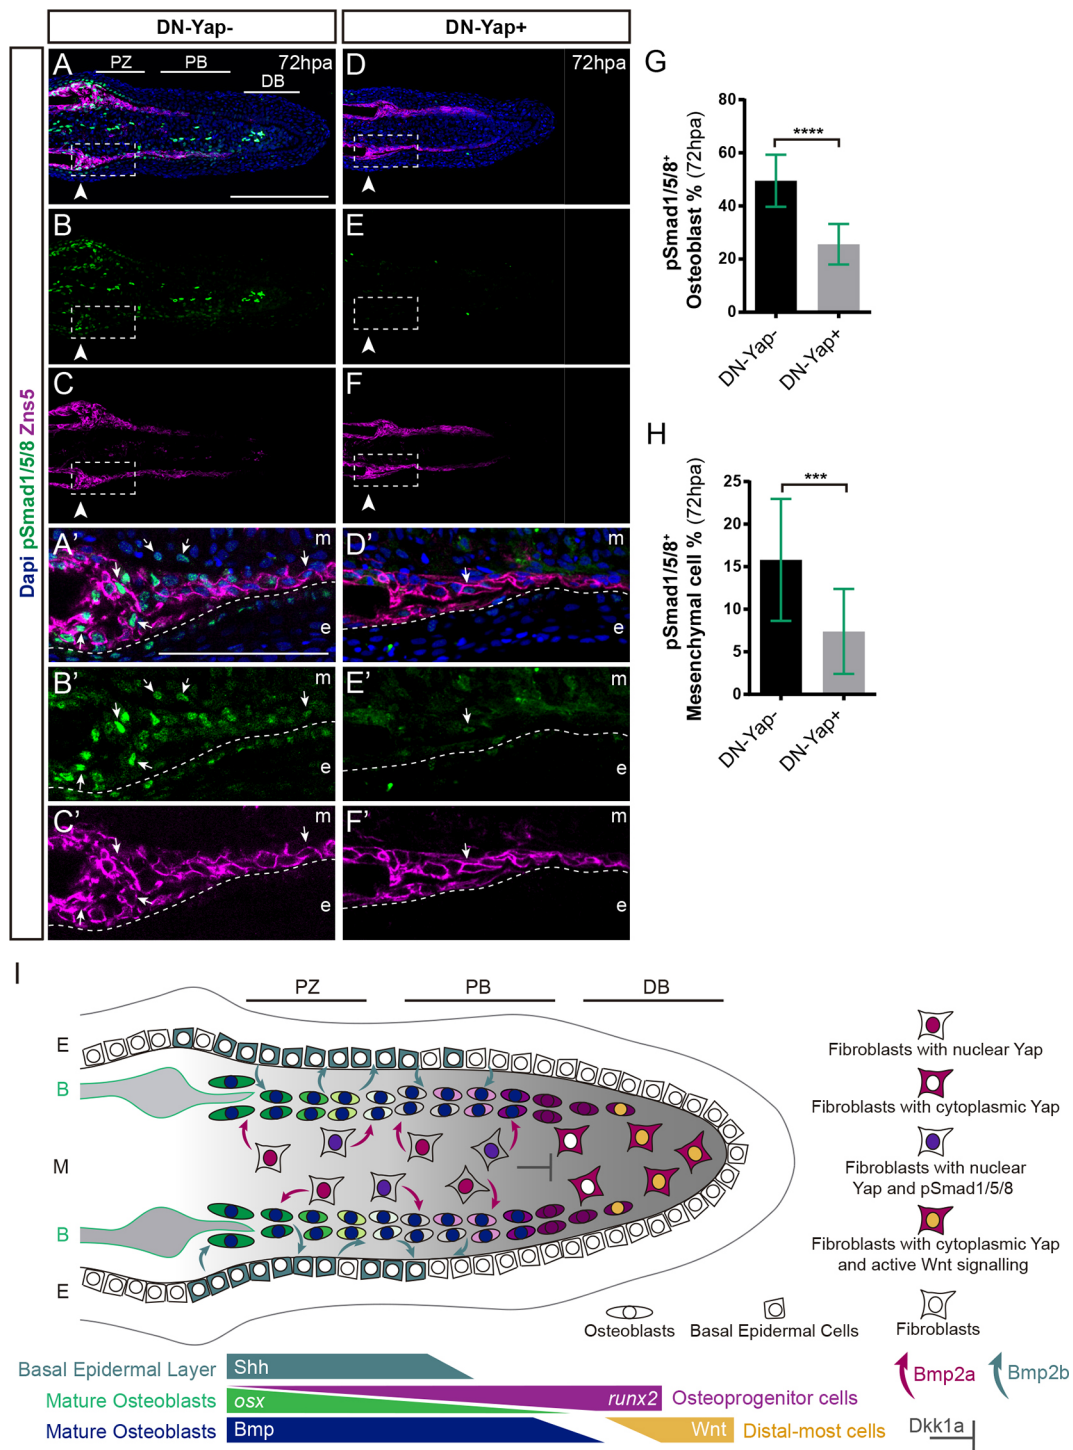 DN-Yap-
DN-Yap+
Dapi pSmad1/5/8 Zns5
A
PZ
PB
72hpa
DB
D
72hpa
B
E
C
F
A’
m
e
D’
m
e
B’
m
e
E’
m
e
C’
m
e
F’
m
e
G
pSmad1/5/8+
Osteoblast % (72hpa)
80
60
40
20
0
****
DN-Yap-
DN-Yap+
H
pSmad1/5/8+
Mesenchymal cell % (72hpa)
25
20
15
10
5
0
***
DN-Yap-
DN-Yap+
I
PZ
PB
DB
E
B
M
B
E
Fibroblasts with nuclear Yap
Fibroblasts with cytoplasmic Yap
Fibroblasts with nuclear
Yap and pSmad1/5/8
Fibroblasts with cytoplasmic Yap
and active Wnt signalling
Osteoblasts
Basal Epidermal Cells
Fibroblasts
Basal Epidermal Layer
Shh
Bmp2a
Bmp2b
Mature Osteoblasts
osx
runx2
Osteoprogenitor cells
Mature Osteoblasts
Bmp
Wnt
Distal-most cells
Dkk1a